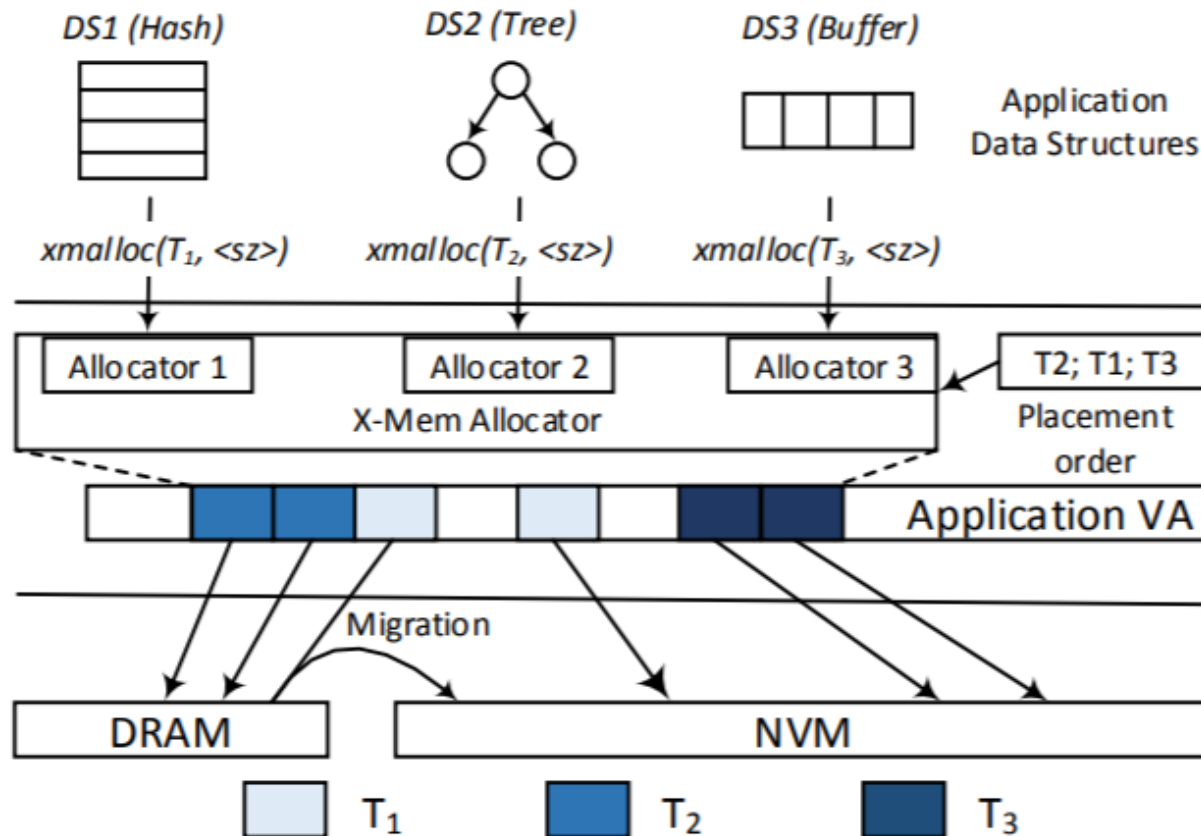 DS1 (Hash)
DS2 (Tree)
DS3 (Buffer)
Application
Data Structures
xmalloc(T₁, <sz>)
xmalloc(T₂, <sz>)
xmalloc(T₃, <sz>)
Allocator 1
Allocator 2
Allocator 3
T2; T1; T3
X-Mem Allocator
Placement
order
Application VA
Migration
DRAM
NVM
T₁
T₂
T₃